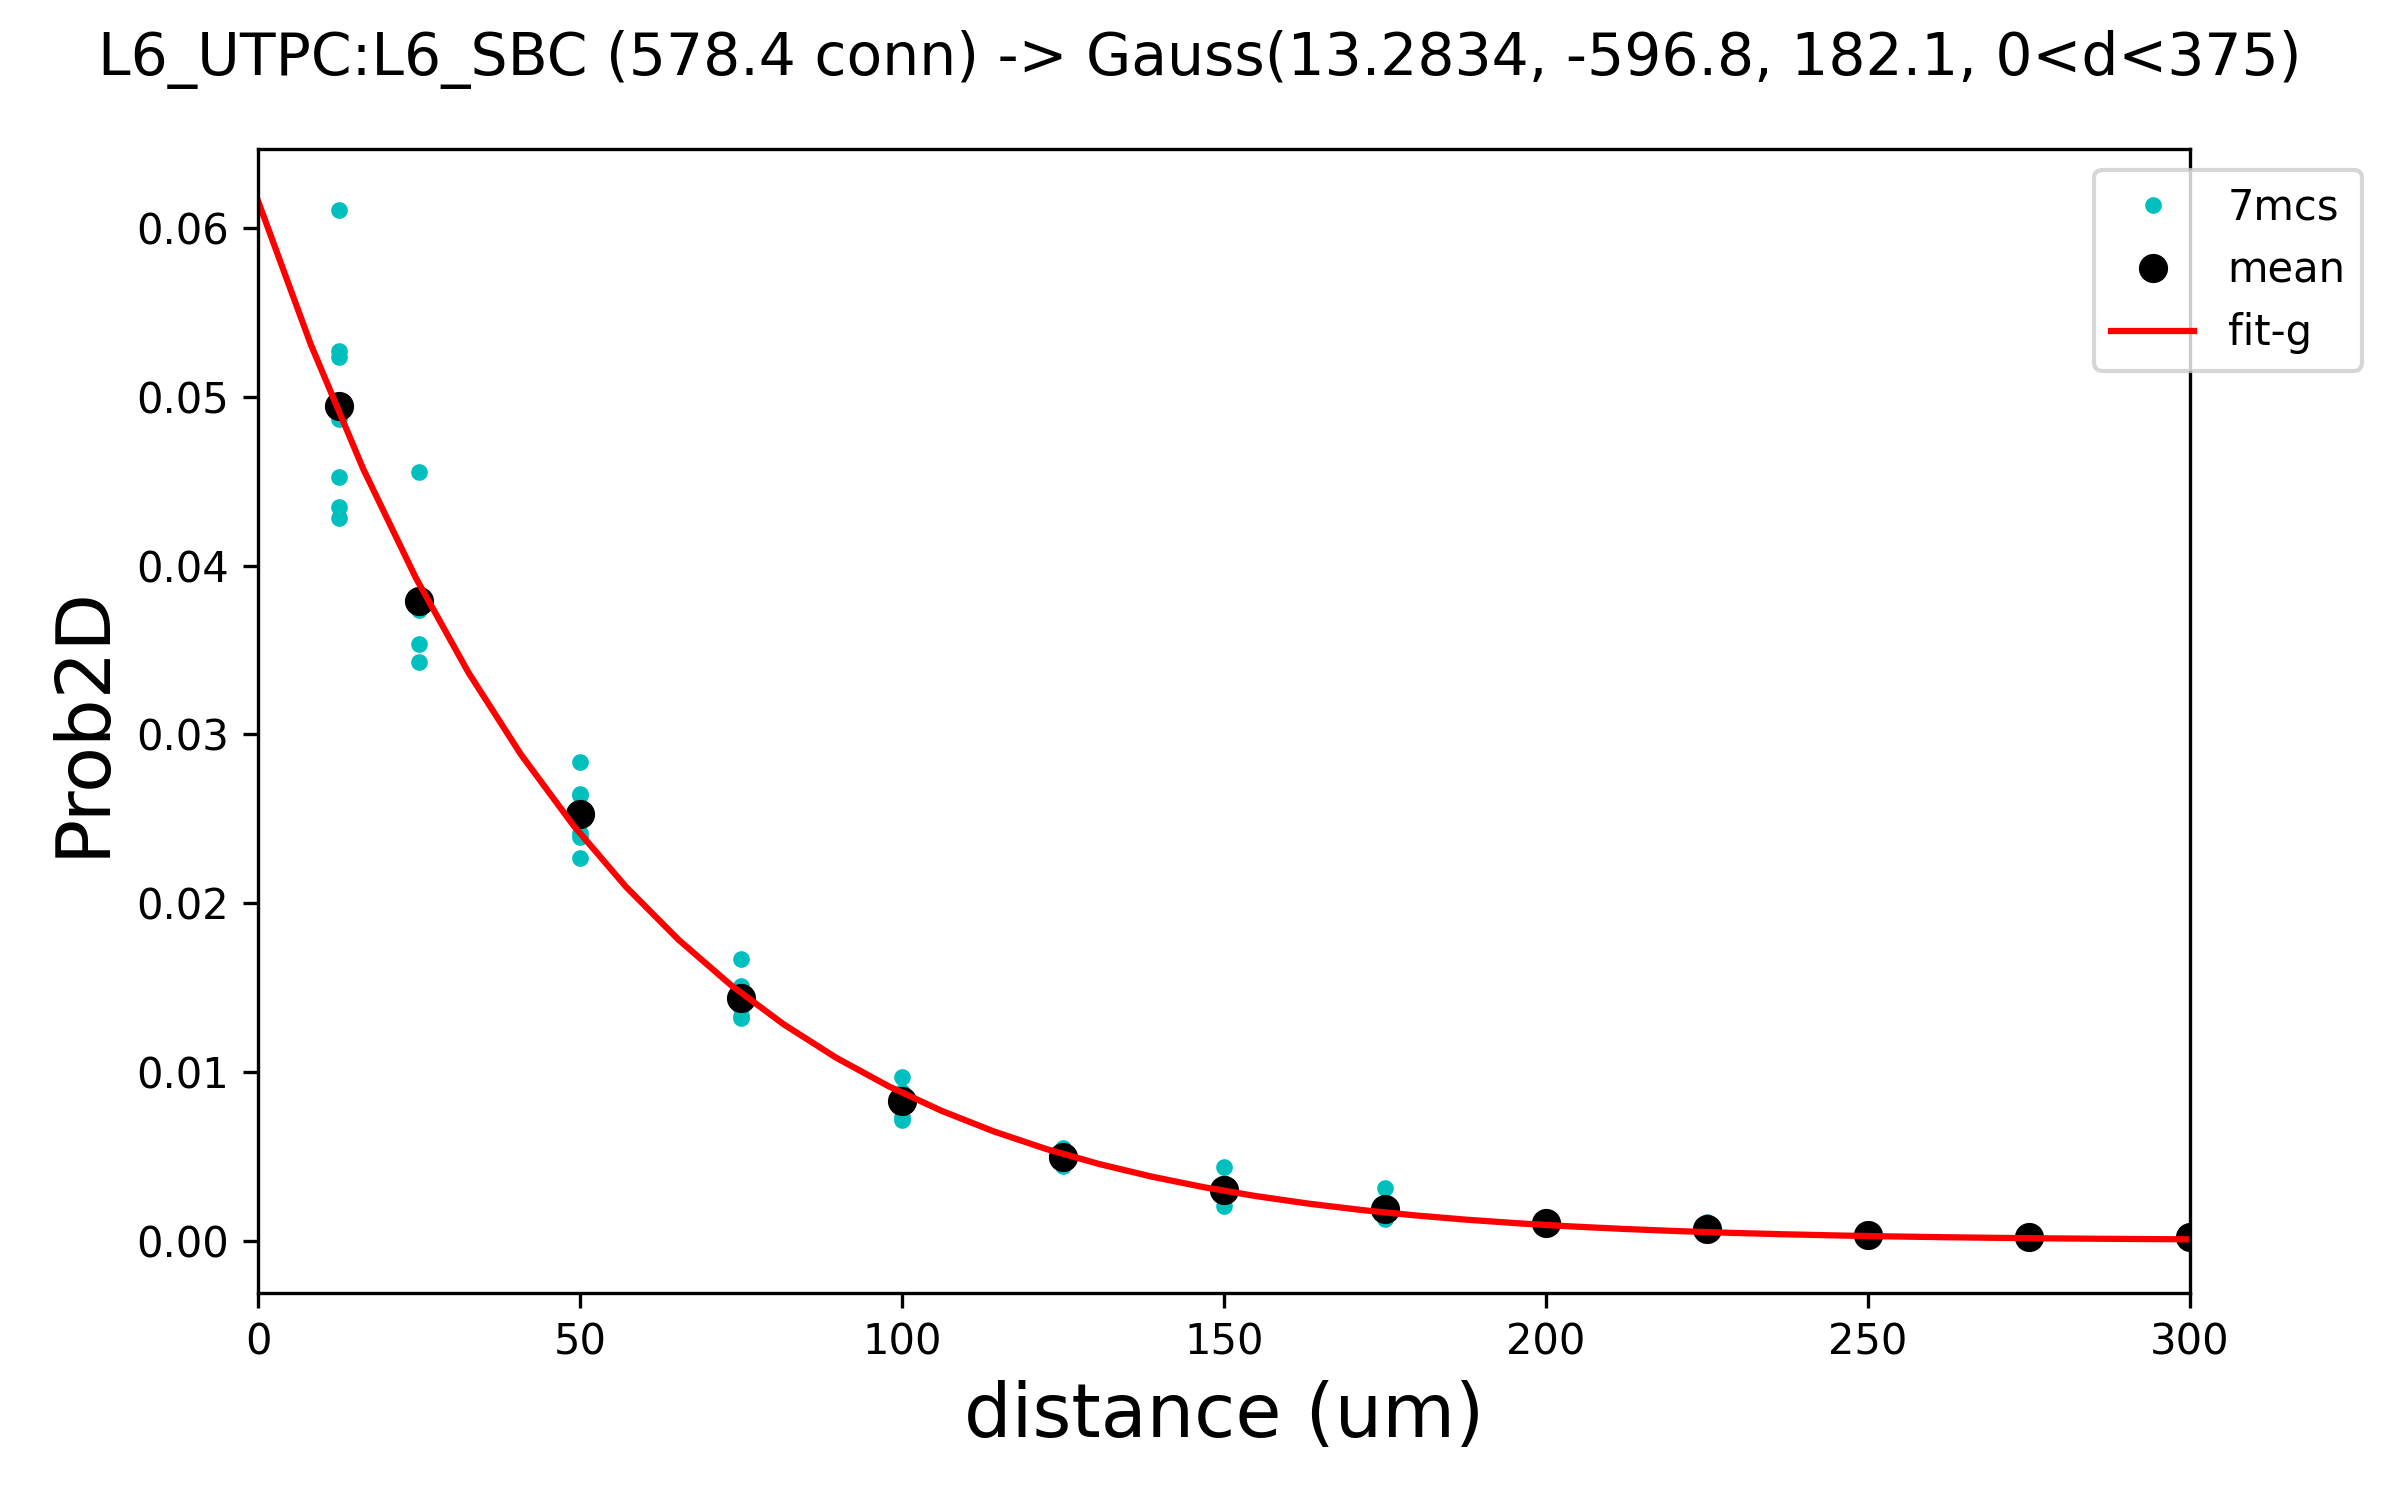 L6_UTPC:L6_SBC (578.4 conn) -> Gauss(13.2834, -596.8, 182.1, 0<d<375)
7mcs
mean
fit-g
Prob2D
0.06
0.05
0.04
0.03
0.02
0.01
0.00
0 50 100 150 200 250 300
distance (um)